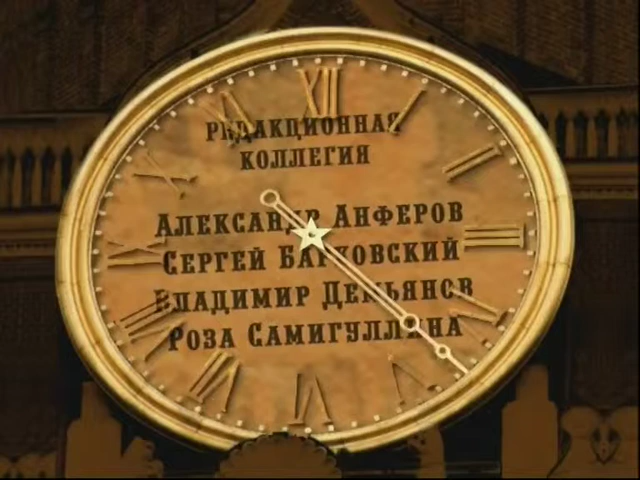 РЕДАКЦИОННАЯ
КОЛЛЕГИЯ
АЛЕКСАНДР АНФЕРОВ
СЕРГЕЙ БАРКОВСКИЙ
ВЛАДИМИР ДЕМЬЯНОВ
РОЗА САМИГУЛЛИНА